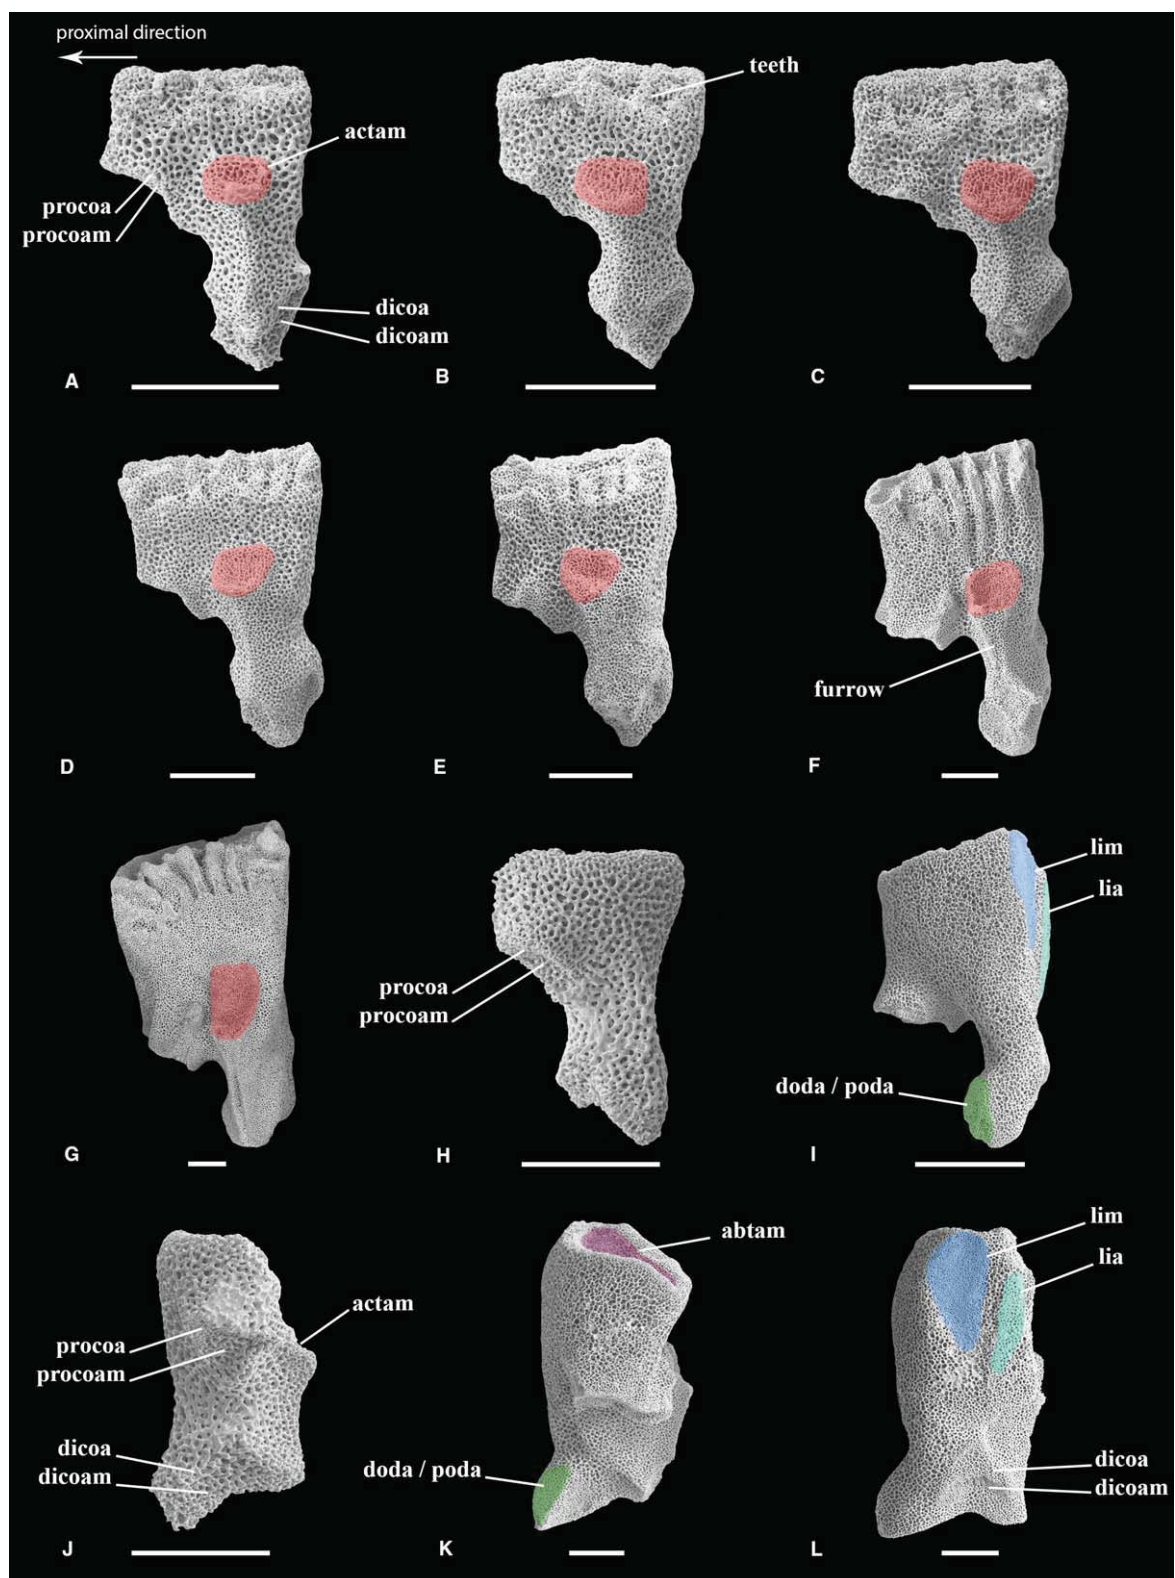 proximal direction
teeth
actam
procoa
procoam
dicoa
dicoam
A
B
C
furrow
D
E
F
lim
lia
procoa
procoam
doda / poda
G
H
I
abtam
lim
lia
actam
procoa
procoam
dicoa
dicoam
doda / poda
dicoa
dicoam
J
K
L